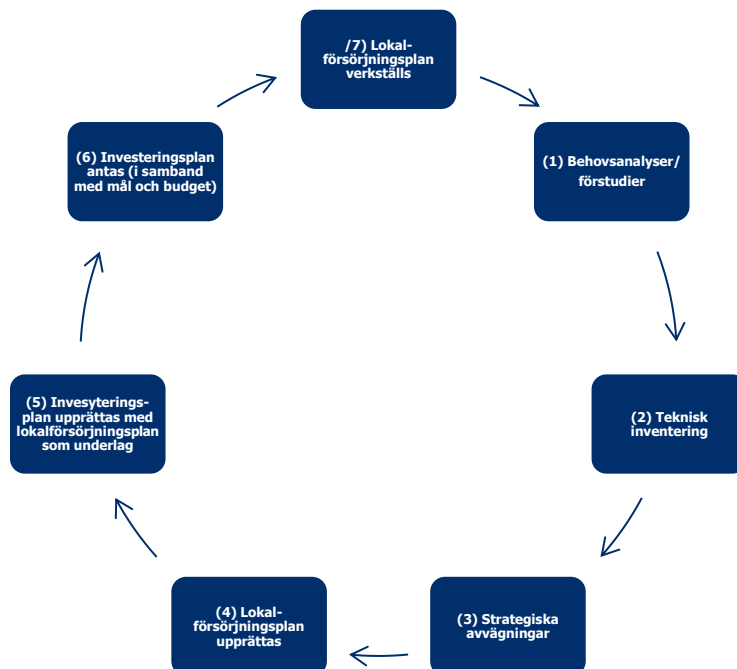 /7) Lokal-
försörjningsplan
verkställs
(1) Behovsanalyser/
förstudier
(2) Teknisk
inventering
(3) Strategiska
avvägningar
(4) Lokal-
försörjningsplan
upprättas
(5) Invesyterings-
plan upprättas med
lokalförsörjningsplan
som underlag
(6) Investeringsplan
antas (i samband
med mål och budget)